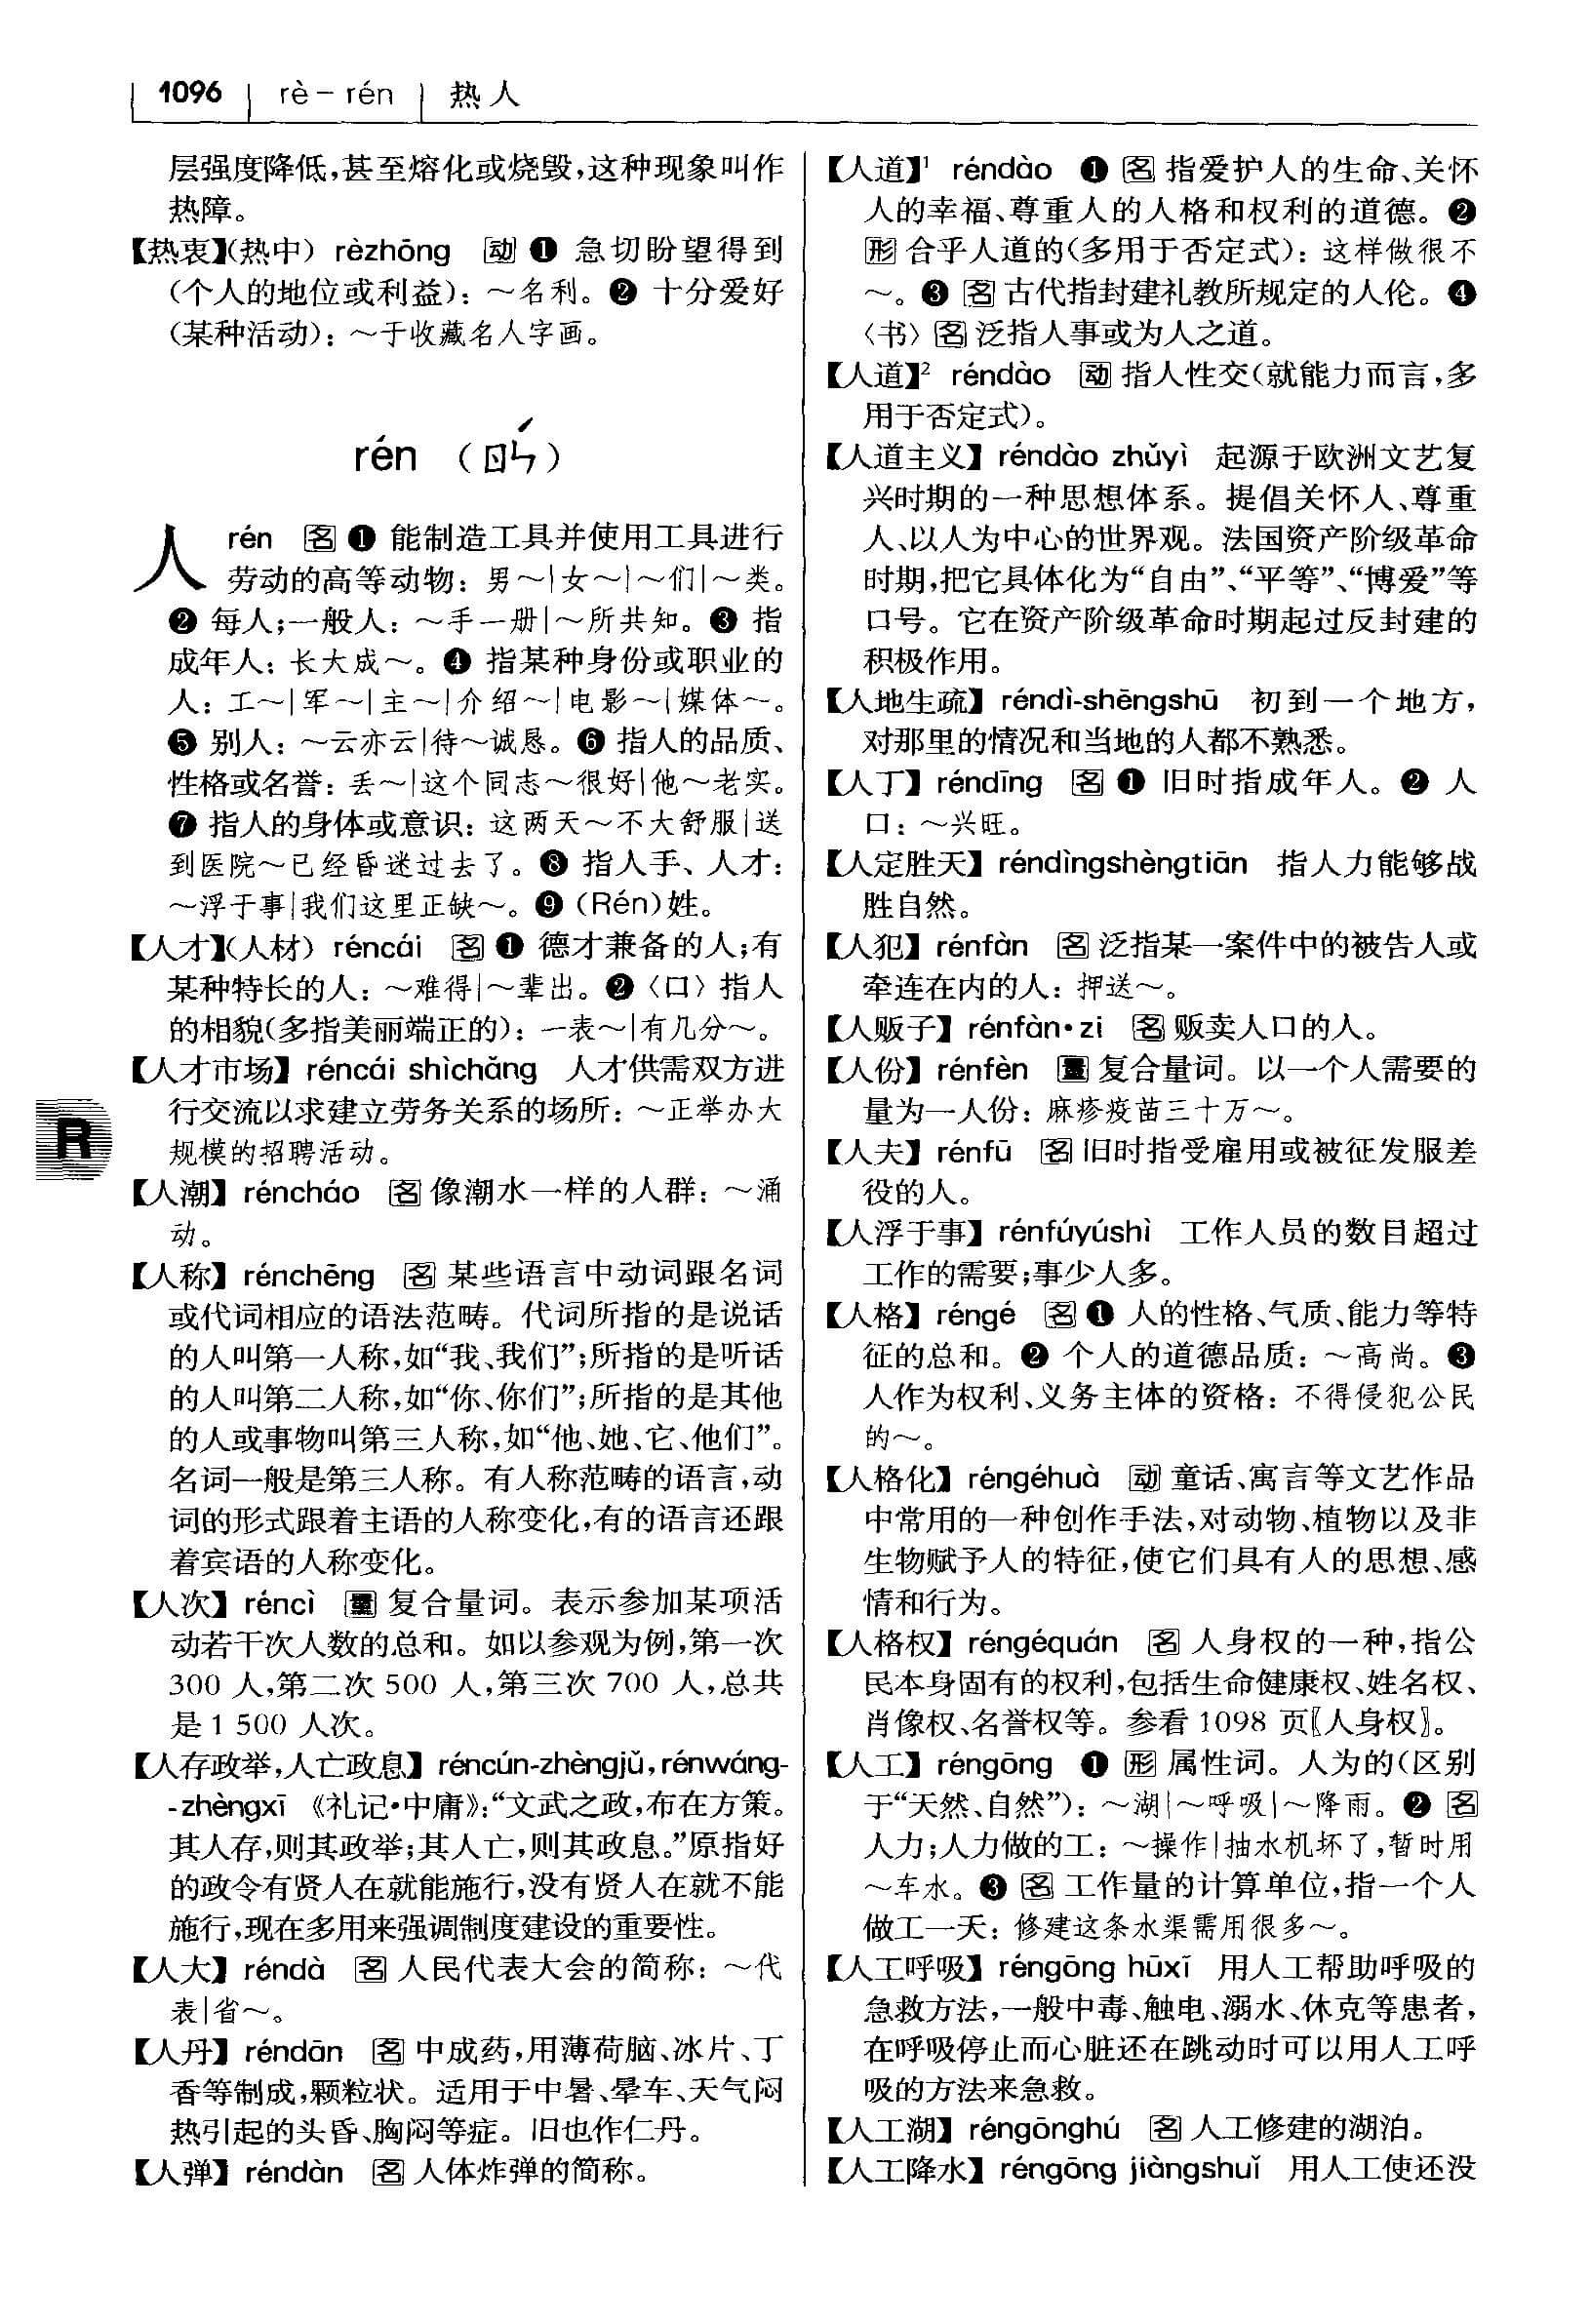 1096 rè－rén 热人
层强度降低，甚至熔化或烧毁，这种现象叫作
热障。
【热衷】（热中） rèzhōng 动 ❶ 急切盼望得到
（个人的地位或利益）：～名利。❷ 十分爱好
（某种活动）：～于收藏名人字画。
rén （ㄖㄣˊ）
人 rén 名 ❶ 能制造工具并使用工具进行
劳动的高等动物：男～|女～|～们|～类。
❷ 每人；一般人：～手一册|～所共知。❸ 指
成年人：长大成～。❹ 指某种身份或职业的
人：工～|军～|主～|介绍～|电影～|媒体～。
❺ 别人：～云亦云|待～诚恳。❻ 指人的品质、
性格或名誉：丢～|这个同志～很好|他～老实。
❼ 指人的身体或意识：这两天～不大舒服|送
到医院～已经昏迷过去了。❽ 指人手、人才：
～浮于事|我们这里正缺～。❾（Rén）姓。
【人才】（人材） réncái 名 ❶ 德才兼备的人；有
某种特长的人：～难得|～辈出。❷〈口〉指人
的相貌（多指美丽端正的）：一表～|有几分～。
【人才市场】 réncái shìchǎng 人才供需双方进
行交流以求建立劳务关系的场所：～正举办大
规模的招聘活动。
【人潮】 réncháo 名 像潮水一样的人群：～涌
动。
【人称】 rénchēng 名 某些语言中动词跟名词
或代词相应的语法范畴。代词所指的是说话
的人叫第一人称，如“我、我们”；所指的是听话
的人叫第二人称，如“你、你们”；所指的是其他
的人或事物叫第三人称，如“他、她、它、他们”。
名词一般是第三人称。有人称范畴的语言，动
词的形式跟着主语的人称变化，有的语言还跟
着宾语的人称变化。
【人次】 réncì 量 复合量词。表示参加某项活
动若干次人数的总和。如以参观为例，第一次
300 人，第二次 500 人，第三次 700 人，总共
是 1 500 人次。
【人存政举，人亡政息】 réncún-zhèngjǔ，rénwáng-
-zhèngxī 《礼记·中庸》：“文武之政，布在方策。
其人存，则其政举；其人亡，则其政息。”原指好
的政令有贤人在就能施行，没有贤人在就不能
施行，现在多用来强调制度建设的重要性。
【人大】 réndà 名 人民代表大会的简称：～代
表|省～。
【人丹】 réndān 名 中成药，用薄荷脑、冰片、丁
香等制成，颗粒状。适用于中暑、晕车、天气闷
热引起的头昏、胸闷等症。旧也作仁丹。
【人弹】 réndàn 名 人体炸弹的简称。
R
【人道】¹ réndào ❶ 名 指爱护人的生命、关怀
人的幸福、尊重人的人格和权利的道德。❷
形 合乎人道的（多用于否定式）：这样做很不
～。❸ 名 古代指封建礼教所规定的人伦。❹
〈书〉名 泛指人事或为人之道。
【人道】² réndào 动 指人性交（就能力而言，多
用于否定式）。
【人道主义】 réndào zhǔyì 起源于欧洲文艺复
兴时期的一种思想体系。提倡关怀人、尊重
人、以人为中心的世界观。法国资产阶级革命
时期，把它具体化为“自由”、“平等”、“博爱”等
口号。它在资产阶级革命时期起过反封建的
积极作用。
【人地生疏】 réndì-shēngshū 初到一个地方，
对那里的情况和当地的人都不熟悉。
【人丁】 réndīng 名 ❶ 旧时指成年人。❷ 人
口：～兴旺。
【人定胜天】 réndìngshèngtiān 指人力能够战
胜自然。
【人犯】 rénfàn 名 泛指某一案件中的被告人或
牵连在内的人：押送～。
【人贩子】 rénfàn·zi 名 贩卖人口的人。
【人份】 rénfèn 量 复合量词。以一个人需要的
量为一人份：麻疹疫苗三十万～。
【人夫】 rénfū 名 旧时指受雇用或被征发服差
役的人。
【人浮于事】 rénfúyúshì 工作人员的数目超过
工作的需要；事少人多。
【人格】 réngé 名 ❶ 人的性格、气质、能力等特
征的总和。❷ 个人的道德品质：～高尚。❸
人作为权利、义务主体的资格：不得侵犯公民
的～。
【人格化】 réngéhuà 动 童话、寓言等文艺作品
中常用的一种创作手法，对动物、植物以及非
生物赋予人的特征，使它们具有人的思想、感
情和行为。
【人格权】 réngéquán 名 人身权的一种，指公
民本身固有的权利，包括生命健康权、姓名权、
肖像权、名誉权等。参看 1098 页〖人身权〗。
【人工】 réngōng ❶ 形 属性词。人为的（区别
于“天然、自然”）：～湖|～呼吸|～降雨。❷ 名
人力；人力做的工：～操作|抽水机坏了，暂时用
～车水。❸ 名 工作量的计算单位，指一个人
做工一天：修建这条水渠需用很多～。
【人工呼吸】 réngōng hūxī 用人工帮助呼吸的
急救方法，一般中毒、触电、溺水、休克等患者，
在呼吸停止而心脏还在跳动时可以用人工呼
吸的方法来急救。
【人工湖】 réngōnghú 名 人工修建的湖泊。
【人工降水】 réngōng jiàngshuǐ 用人工使还没